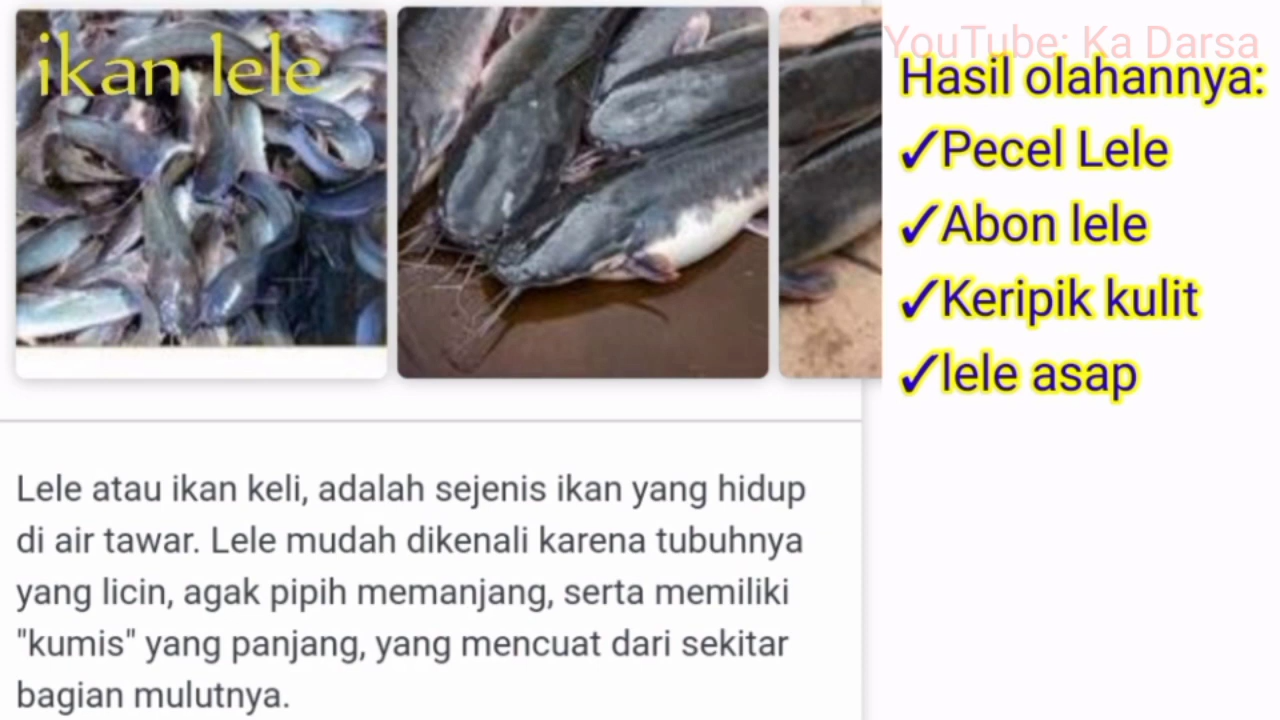 ikan lele
YouTube: Ka Darsa
Hasil olahannya:
✓Pecel Lele
✓Abon lele
✓Keripik kulit
✓lele asap
Lele atau ikan keli, adalah sejenis ikan yang hidup
di air tawar. Lele mudah dikenali karena tubuhnya
yang licin, agak pipih memanjang, serta memiliki
"kumis" yang panjang, yang mencuat dari sekitar
bagian mulutnya.